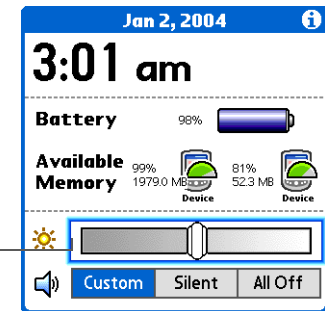 Jan 2, 2004
3:01 am
Battery 98%
Available Memory
99% 1979.0 MB Device
81% 52.3 MB Device
Custom Silent All Off